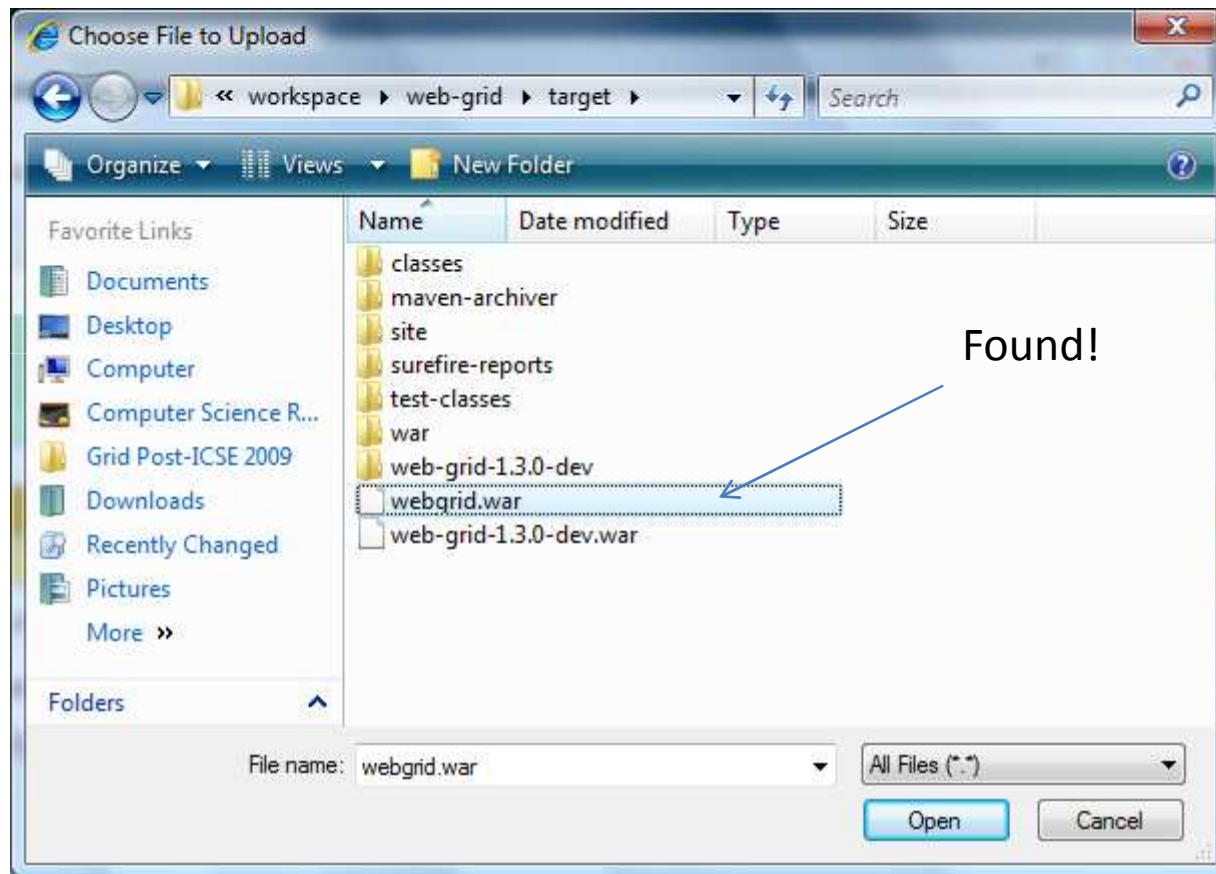 Choose File to Upload
« workspace ▸ web-grid ▸ target ▸
Search
Organize
Views
New Folder
Favorite Links
Documents
Desktop
Computer
Computer Science R...
Grid Post-ICSE 2009
Downloads
Recently Changed
Pictures
More »
Folders
Name Date modified Type Size
classes
maven-archiver
site
surefire-reports
test-classes
war
web-grid-1.3.0-dev
webgrid.war
web-grid-1.3.0-dev.war
Found!
File name: webgrid.war
All Files (*.*)
Open
Cancel